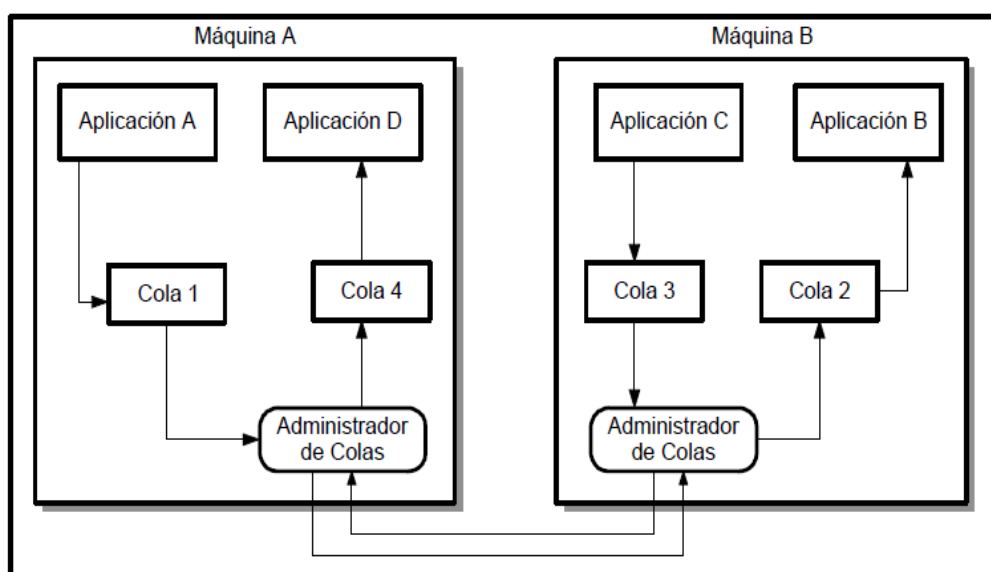 Máquina A
Máquina B
Aplicación A
Aplicación D
Aplicación C
Aplicación B
Cola 1
Cola 4
Cola 3
Cola 2
Administrador
de Colas
Administrador
de Colas